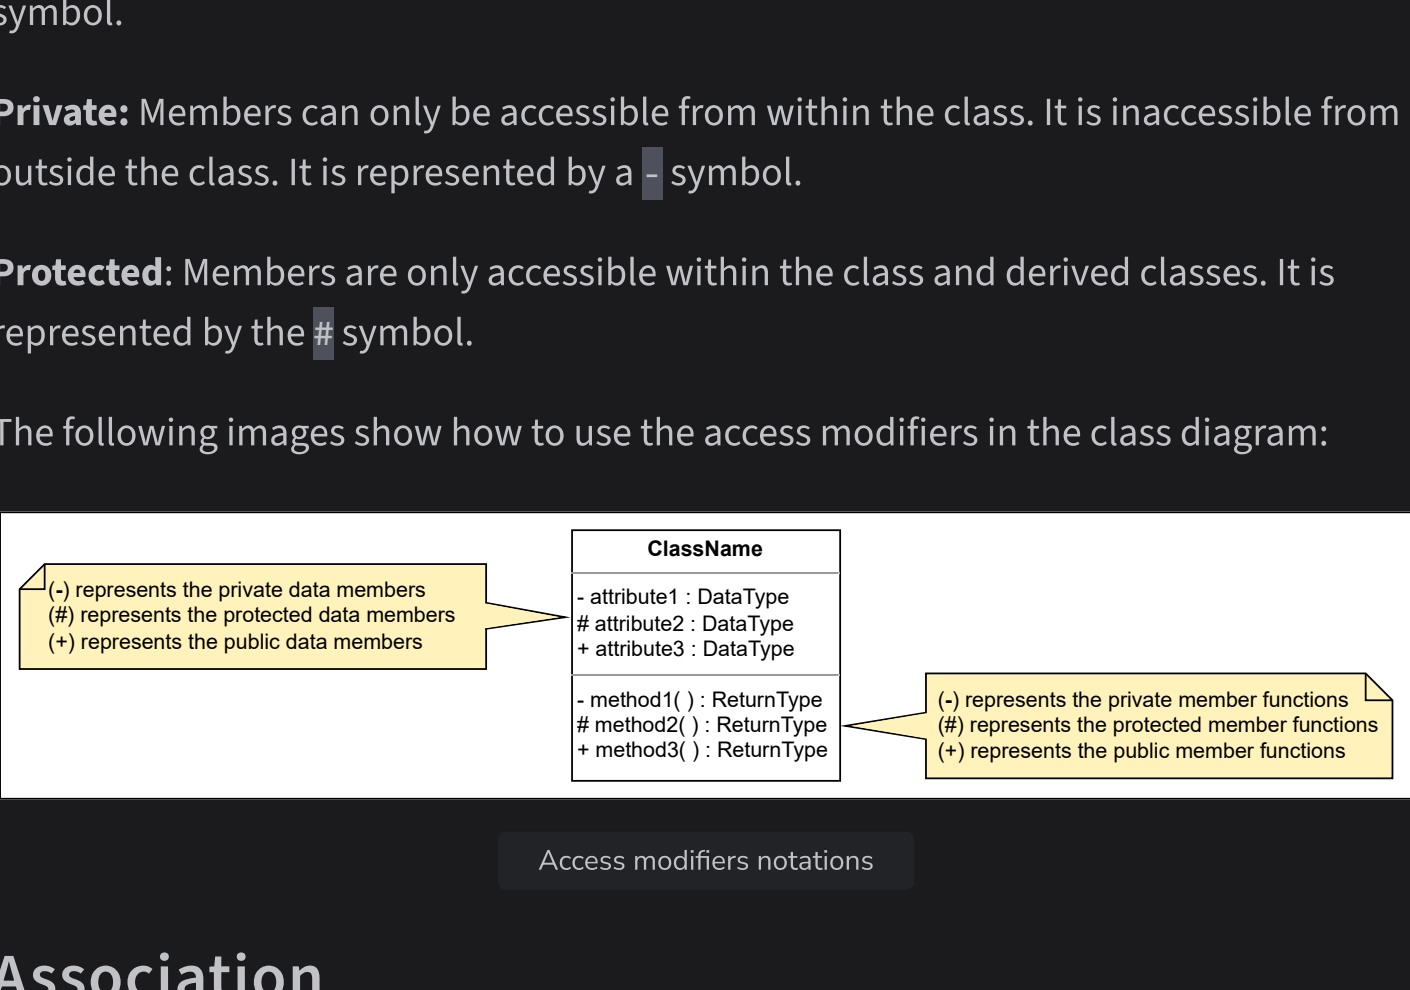 symbol.
Private: Members can only be accessible from within the class. It is inaccessible from
outside the class. It is represented by a - symbol.
Protected: Members are only accessible within the class and derived classes. It is
represented by the # symbol.
The following images show how to use the access modifiers in the class diagram:
(-) represents the private data members
(#) represents the protected data members
(+) represents the public data members
ClassName
- attribute1 : DataType
# attribute2 : DataType
+ attribute3 : DataType
- method1( ) : ReturnType
# method2( ) : ReturnType
+ method3( ) : ReturnType
(-) represents the private member functions
(#) represents the protected member functions
(+) represents the public member functions
Access modifiers notations
Association